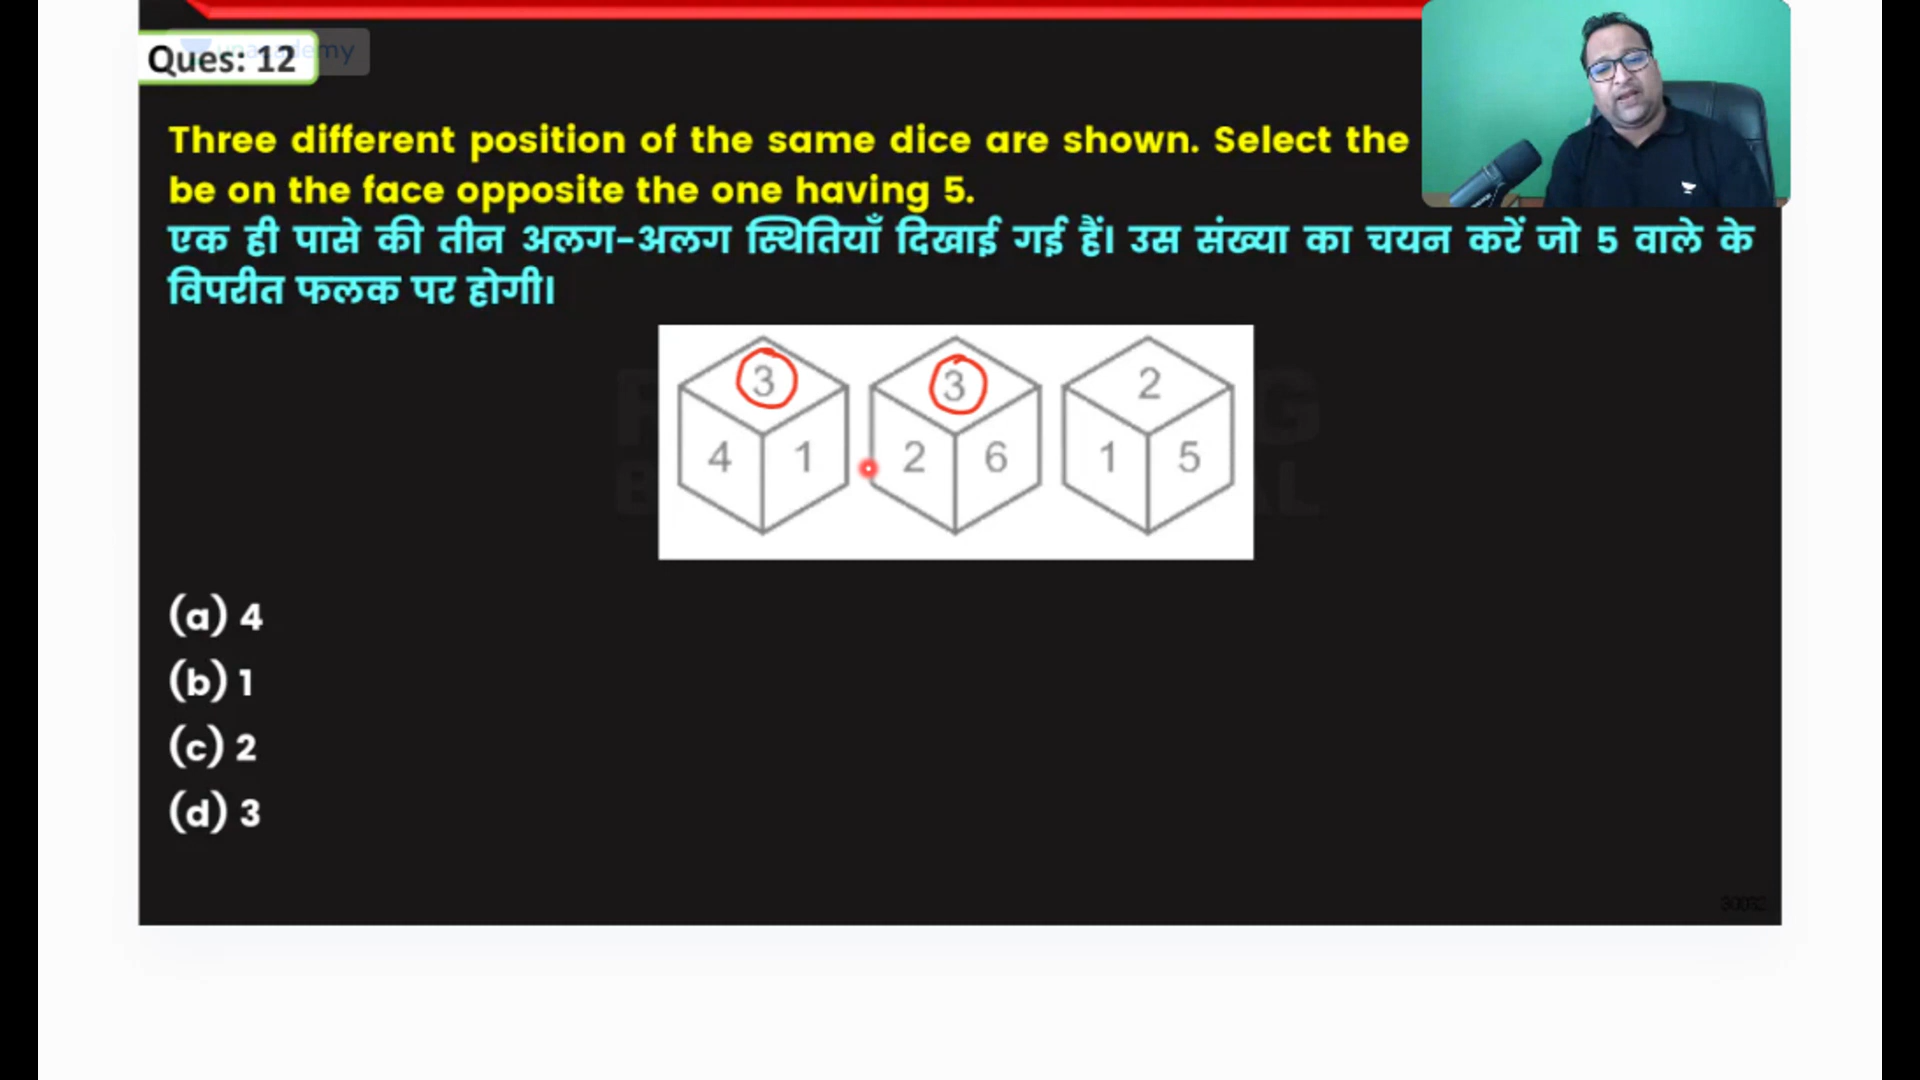 Ques: 12
Three different position of the same dice are shown. Select the
be on the face opposite the one having 5.
एक ही पासे की तीन अलग-अलग स्थितियाँ दिखाई गई हैं। उस संख्या का चयन करें जो 5 वाले के
विपरीत फलक पर होगी।
3 3 2
4 1 2 6 1 5
(a) 4
(b) 1
(c) 2
(d) 3